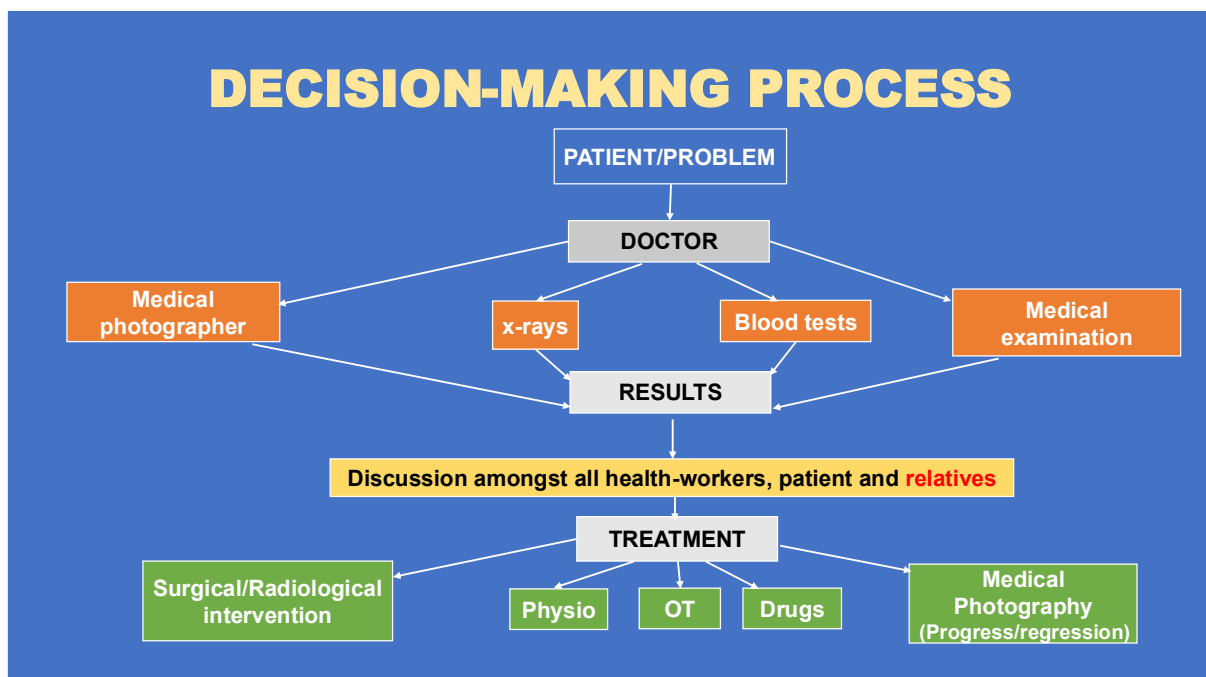 DECISION-MAKING PROCESS
PATIENT/PROBLEM
DOCTOR
Medical
photographer
x-rays
Blood tests
Medical
examination
RESULTS
Discussion amongst all health-workers, patient and relatives
TREATMENT
Surgical/Radiological
intervention
Physio
OT
Drugs
Medical
Photography
(Progress/regression)